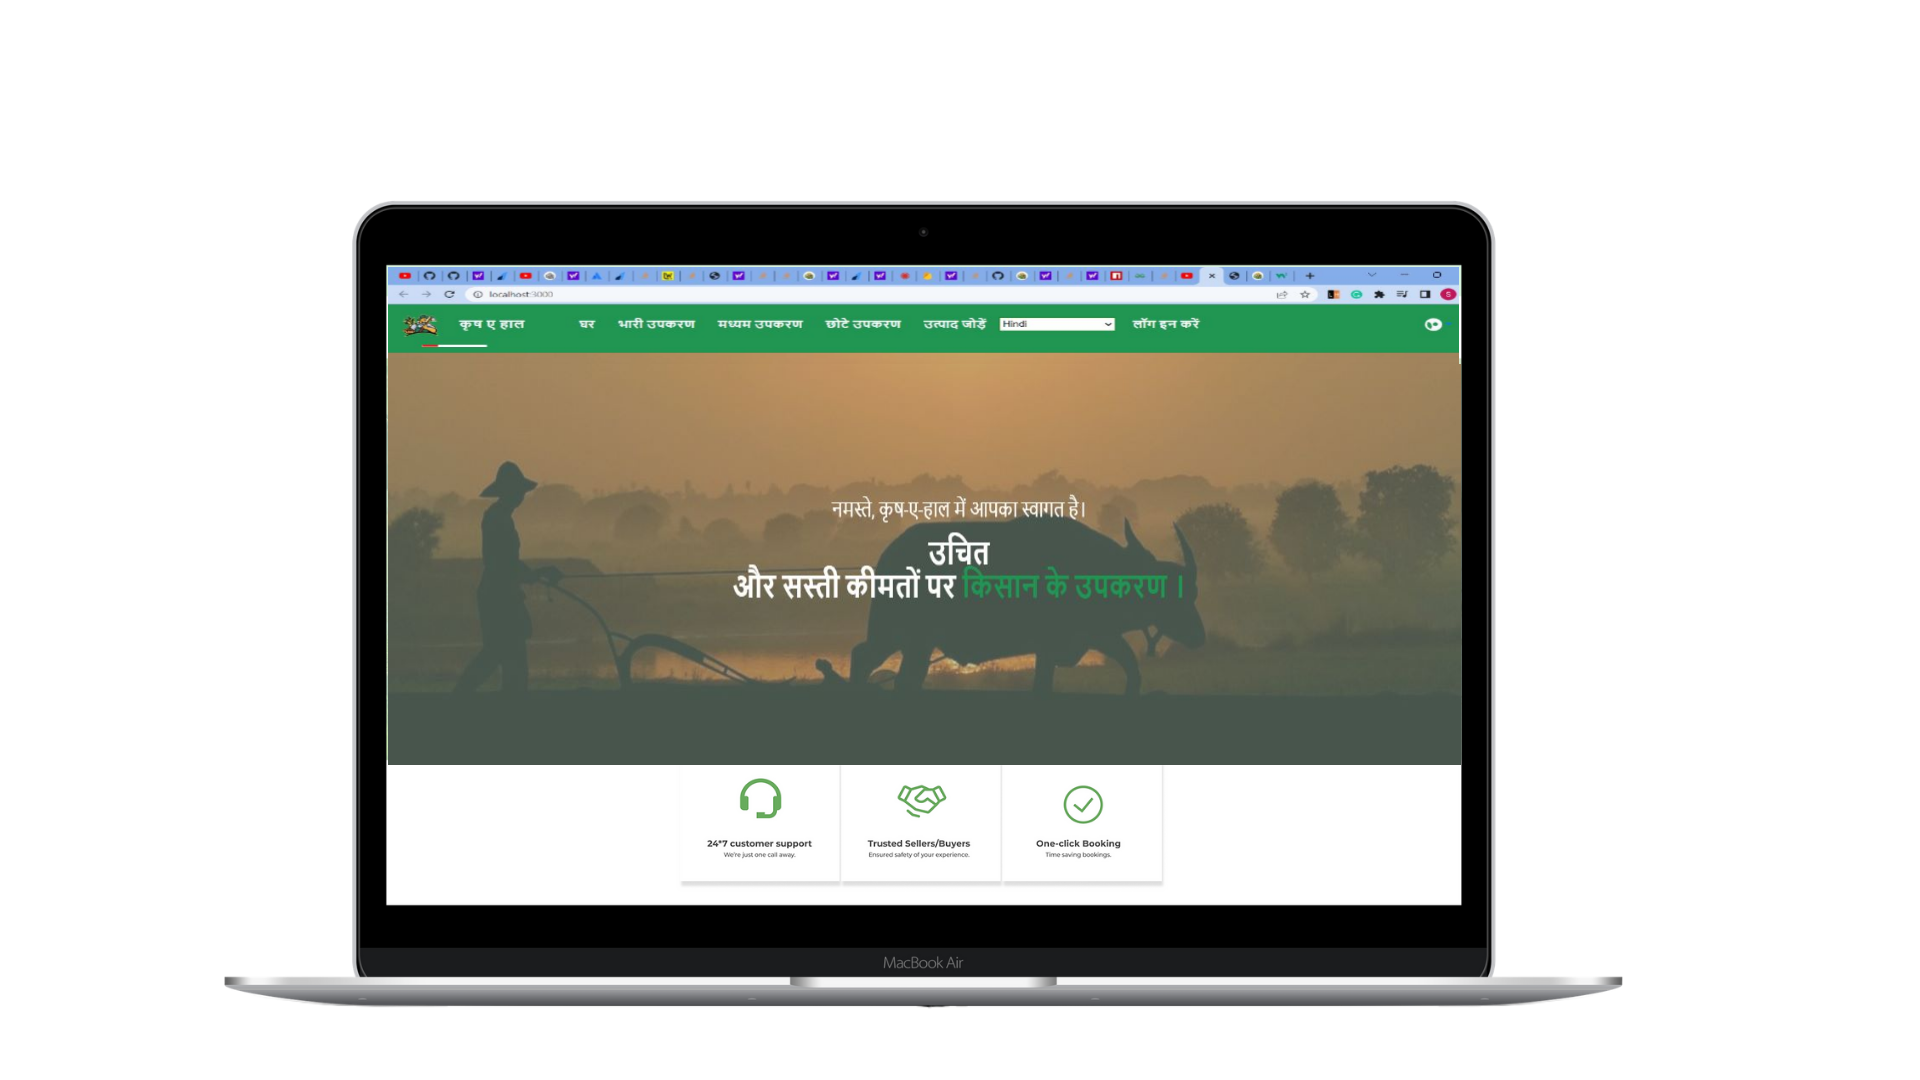 localhost:3000
S
कृष ए हाल घर भारी उपकरण मध्यम उपकरण छोटे उपकरण उत्पाद जोड़ें Hindi लॉग इन करें
नमस्ते, कृष-ए-हाल में आपका स्वागत है।
उचित
और सस्ती कीमतों पर किसान के उपकरण ।
24*7 customer support
We're just one call away.
Trusted Sellers/Buyers
Ensured safety of your experience.
One-click Booking
Time saving bookings.
MacBook Air